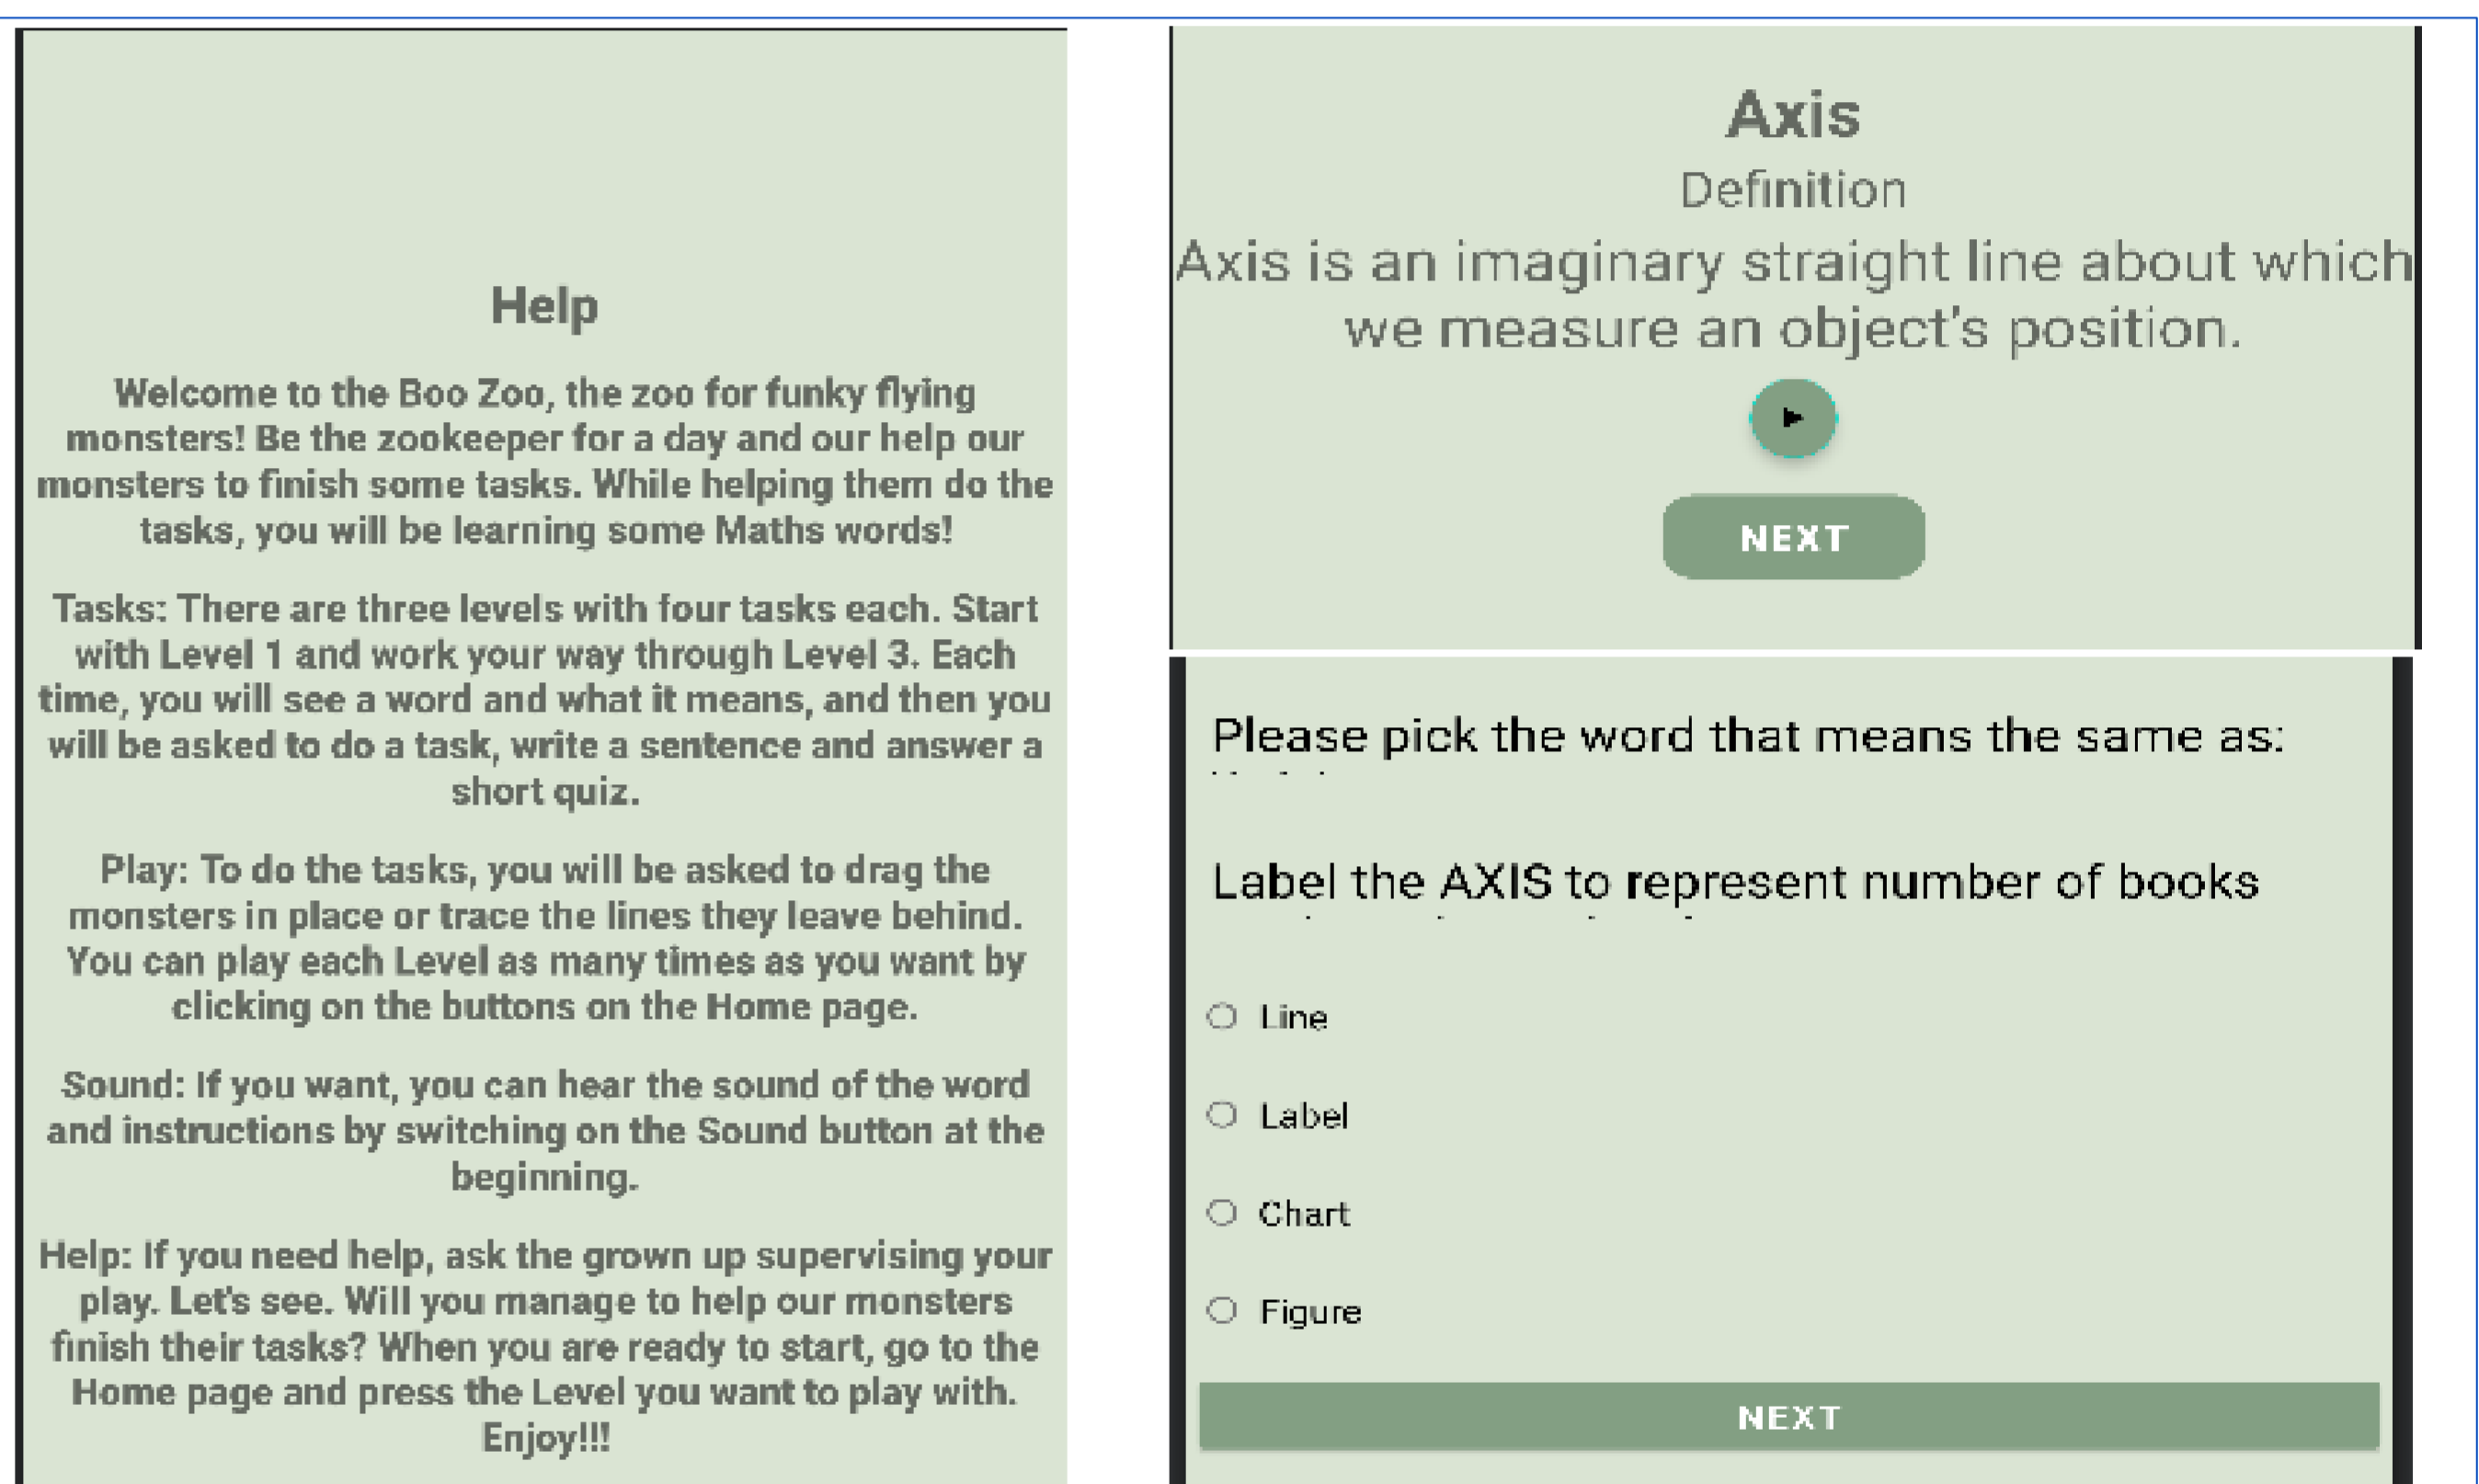 Help
Welcome to the Boo Zoo, the zoo for funky flying
monsters! Be the zookeeper for a day and our help our
monsters to finish some tasks. While helping them do the
tasks, you will be learning some Maths words!
Tasks: There are three levels with four tasks each. Start
with Level 1 and work your way through Level 3. Each
time, you will see a word and what it means, and then you
will be asked to do a task, write a sentence and answer a
short quiz.
Play: To do the tasks, you will be asked to drag the
monsters in place or trace the lines they leave behind.
You can play each Level as many times as you want by
clicking on the buttons on the Home page.
Sound: If you want, you can hear the sound of the word
and instructions by switching on the Sound button at the
beginning.
Help: If you need help, ask the grown up supervising your
play. Let's see. Will you manage to help our monsters
finish their tasks? When you are ready to start, go to the
Home page and press the Level you want to play with.
Enjoy!!!
Axis
Definition
Axis is an imaginary straight line about which
we measure an object's position.
NEXT
Please pick the word that means the same as:
Label the AXIS to represent number of books
Line
Label
Chart
Figure
NEXT